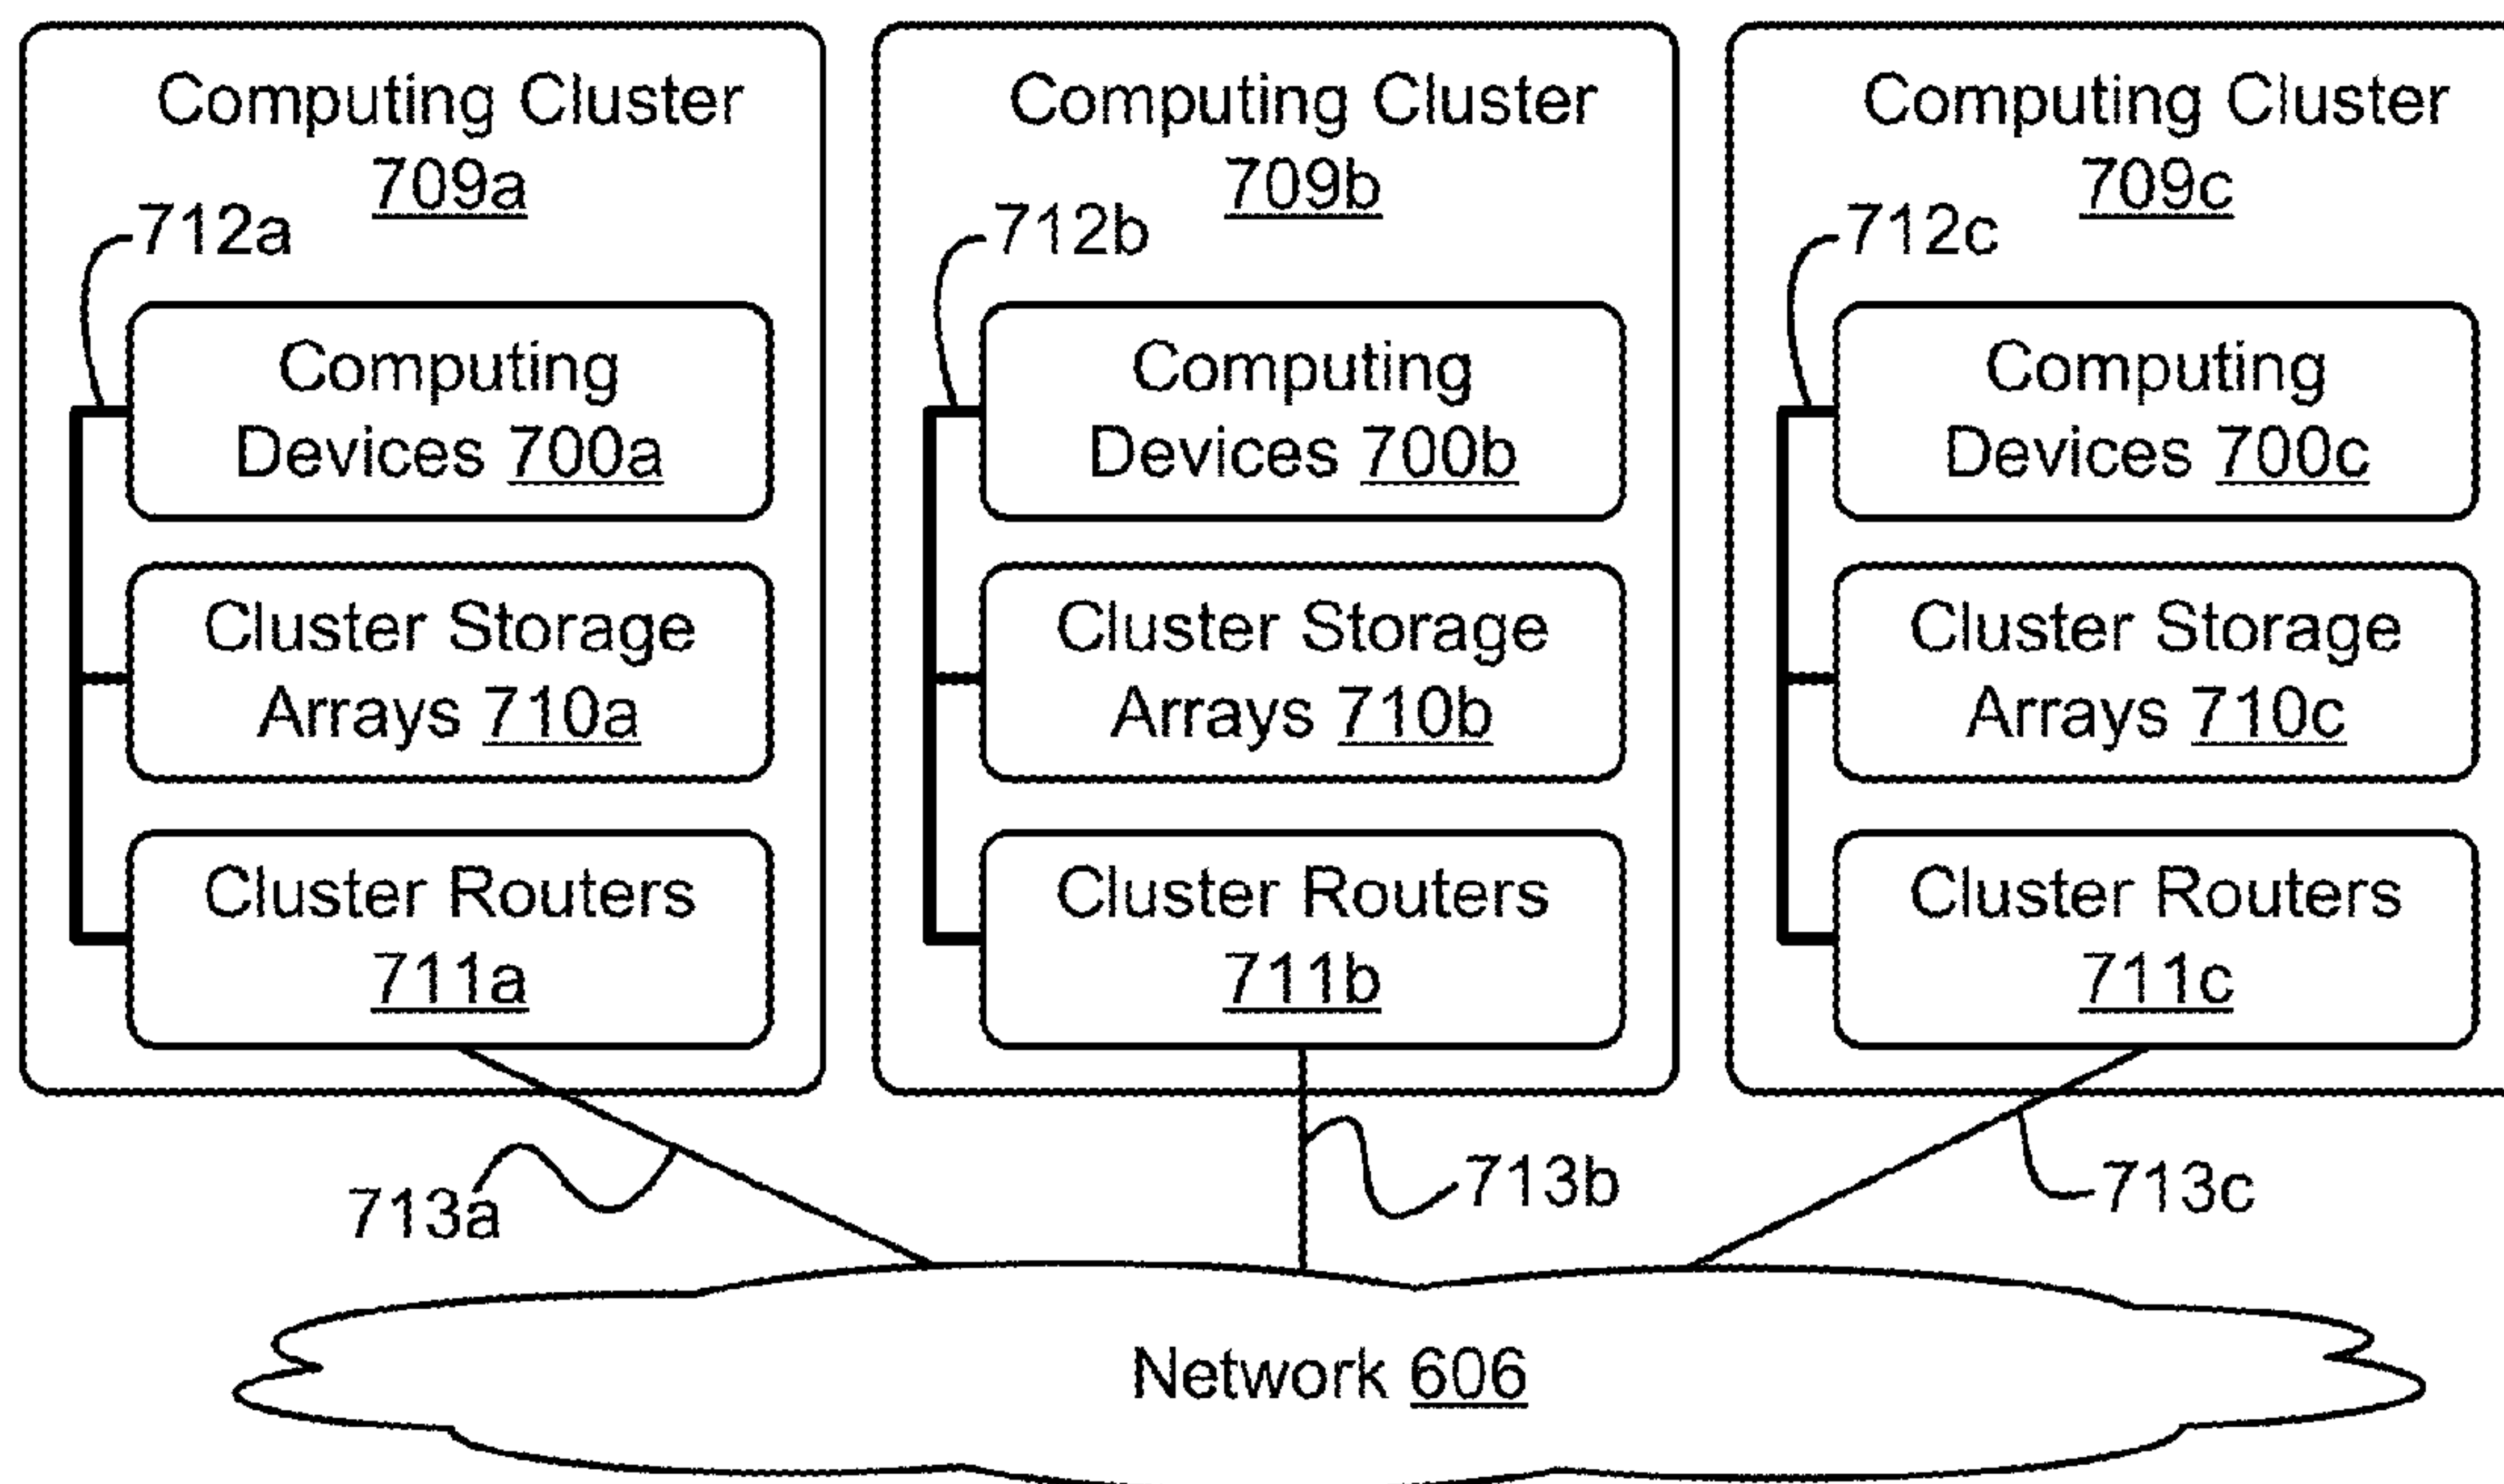 Computing Cluster
709a
712a
Computing
Devices 700a
Cluster Storage
Arrays 710a
Cluster Routers
711a
Computing Cluster
709b
712b
Computing
Devices 700b
Cluster Storage
Arrays 710b
Cluster Routers
711b
Computing Cluster
709c
712c
Computing
Devices 700c
Cluster Storage
Arrays 710c
Cluster Routers
711c
713a
713b
713c
Network 606